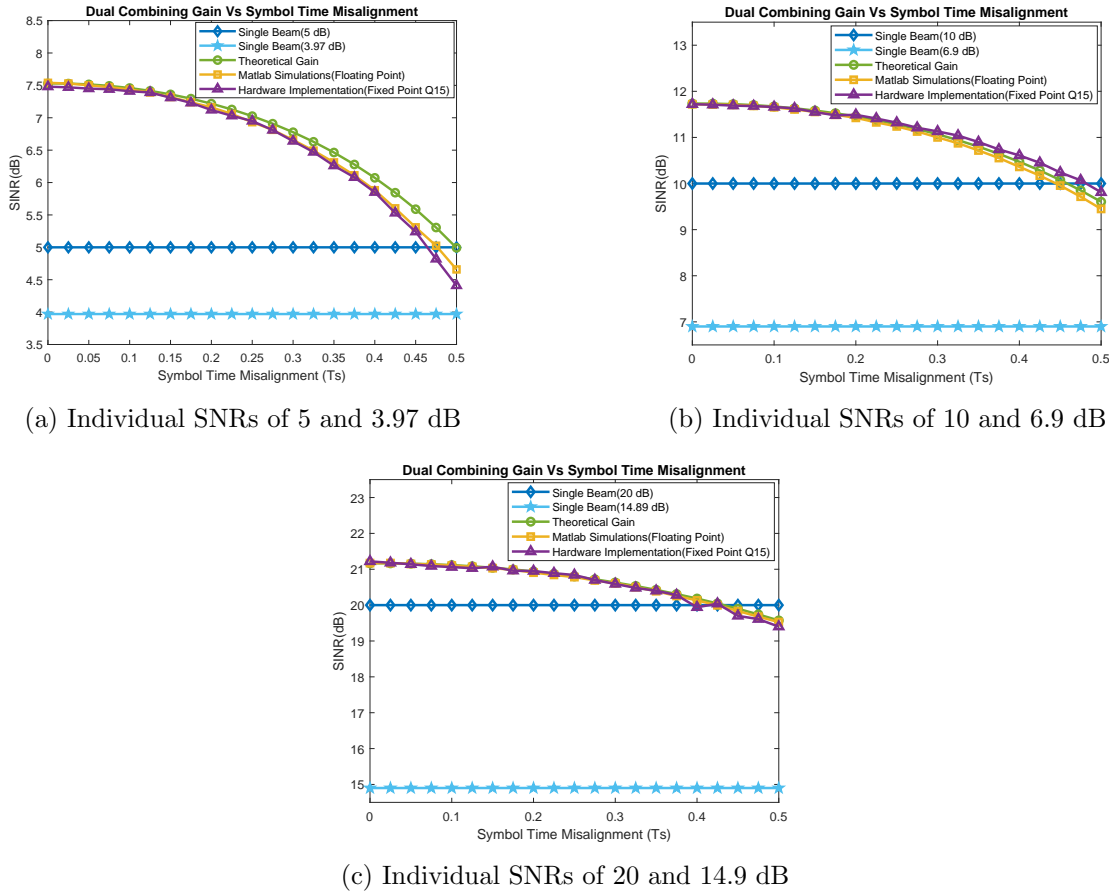 Dual Combining Gain Vs Symbol Time Misalignment
Single Beam(5 dB)
Single Beam(3.97 dB)
Theoretical Gain
Matlab Simulations(Floating Point)
Hardware Implementation(Fixed Point Q15)
8.5
8
7.5
7
6.5
6
5.5
5
4.5
4
3.5
SINR(dB)
0 0.05 0.1 0.15 0.2 0.25 0.3 0.35 0.4 0.45 0.5
Symbol Time Misalignment (Ts)
(a) Individual SNRs of 5 and 3.97 dB
Dual Combining Gain Vs Symbol Time Misalignment
Single Beam(10 dB)
Single Beam(6.9 dB)
Theoretical Gain
Matlab Simulations(Floating Point)
Hardware Implementation(Fixed Point Q15)
13
12
11
10
9
8
7
SINR(dB)
0 0.1 0.2 0.3 0.4 0.5
Symbol Time Misalignment (Ts)
(b) Individual SNRs of 10 and 6.9 dB
Dual Combining Gain Vs Symbol Time Misalignment
Single Beam(20 dB)
Single Beam(14.89 dB)
Theoretical Gain
Matlab Simulations(Floating Point)
Hardware Implementation(Fixed Point Q15)
23
22
21
20
19
18
17
16
15
SINR(dB)
0 0.1 0.2 0.3 0.4 0.5
Symbol Time Misalignment (Ts)
(c) Individual SNRs of 20 and 14.9 dB